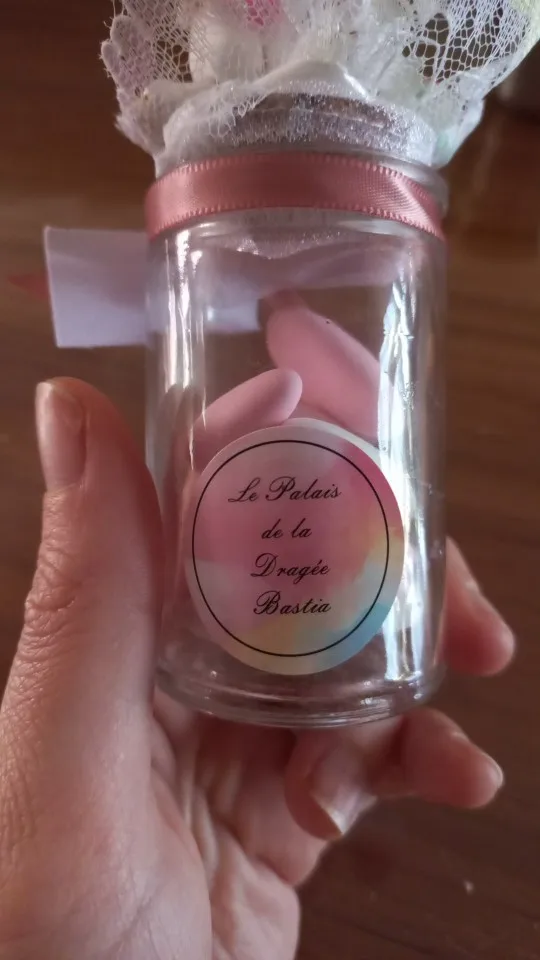 Le Palais
de la
Dragée
Bastia